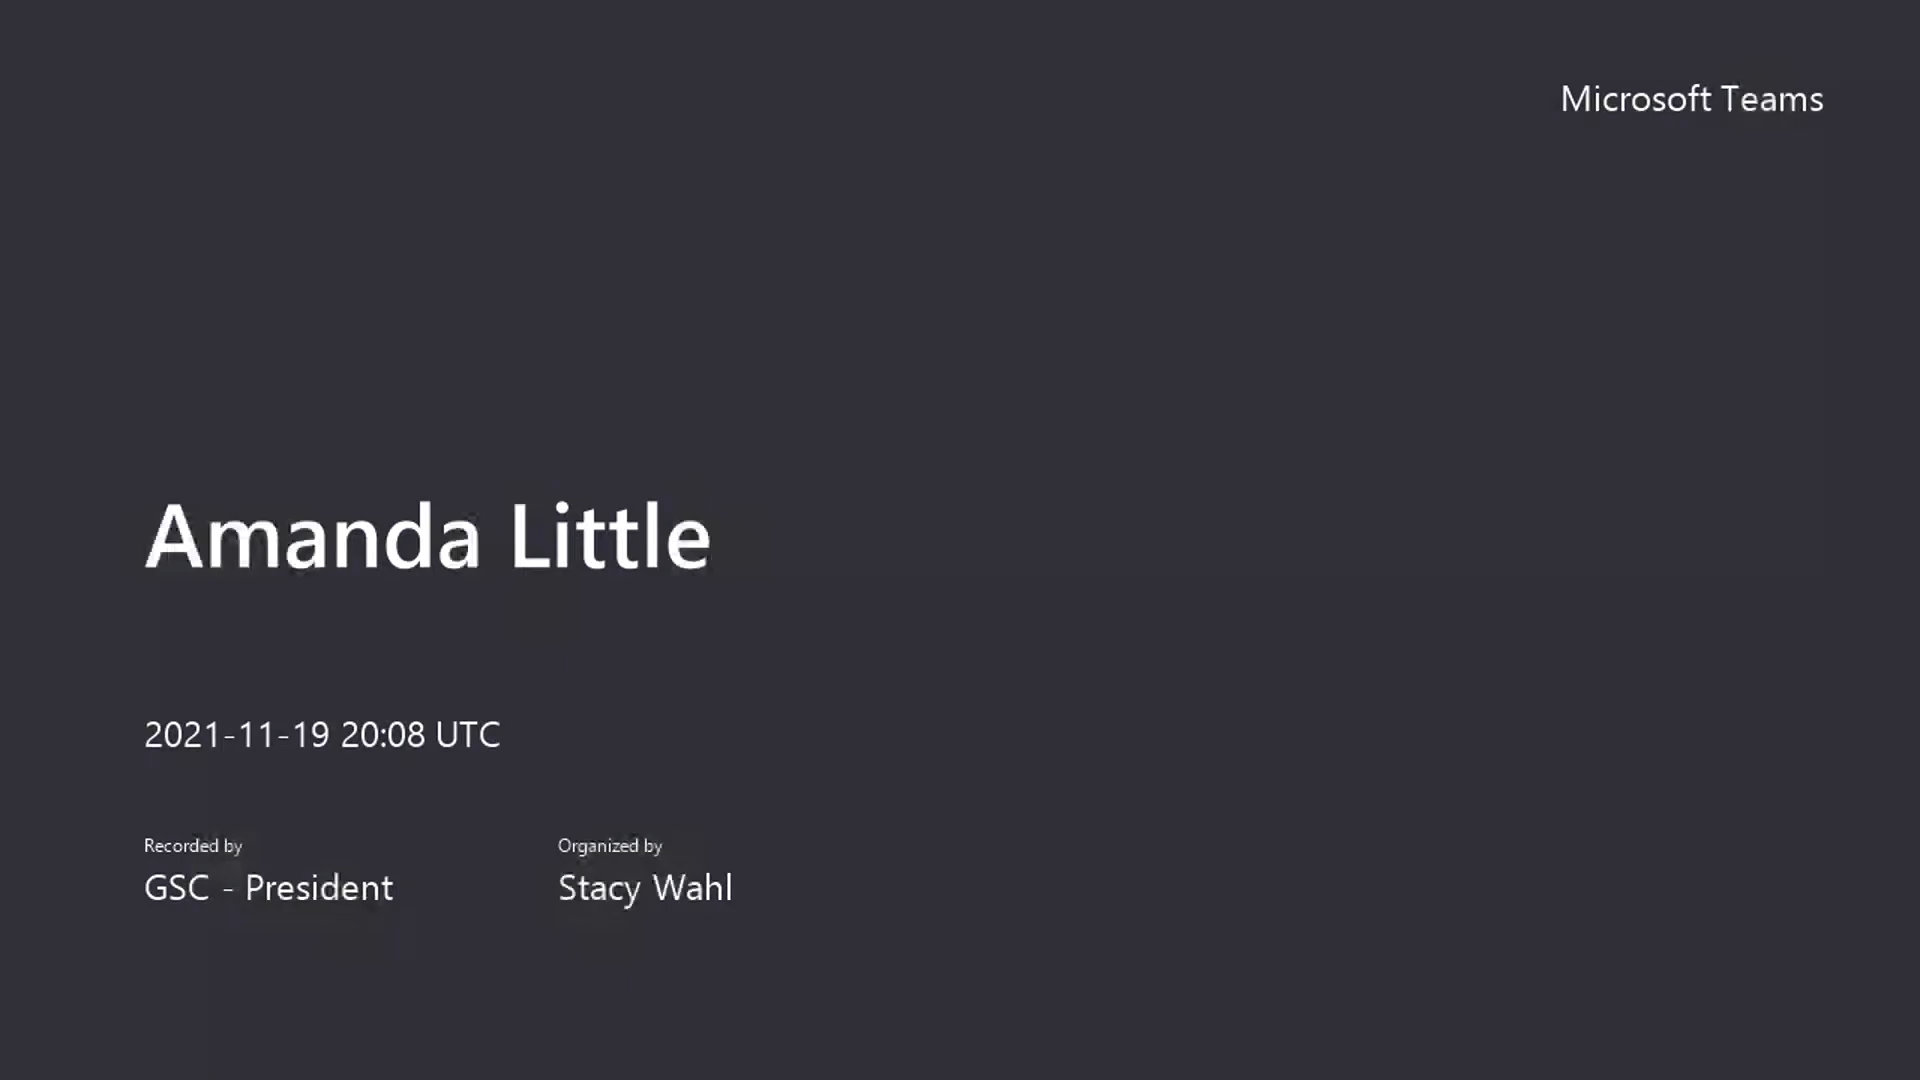 Microsoft Teams
Amanda Little
2021-11-19 20:08 UTC
Recorded by
GSC - President
Organized by
Stacy Wahl